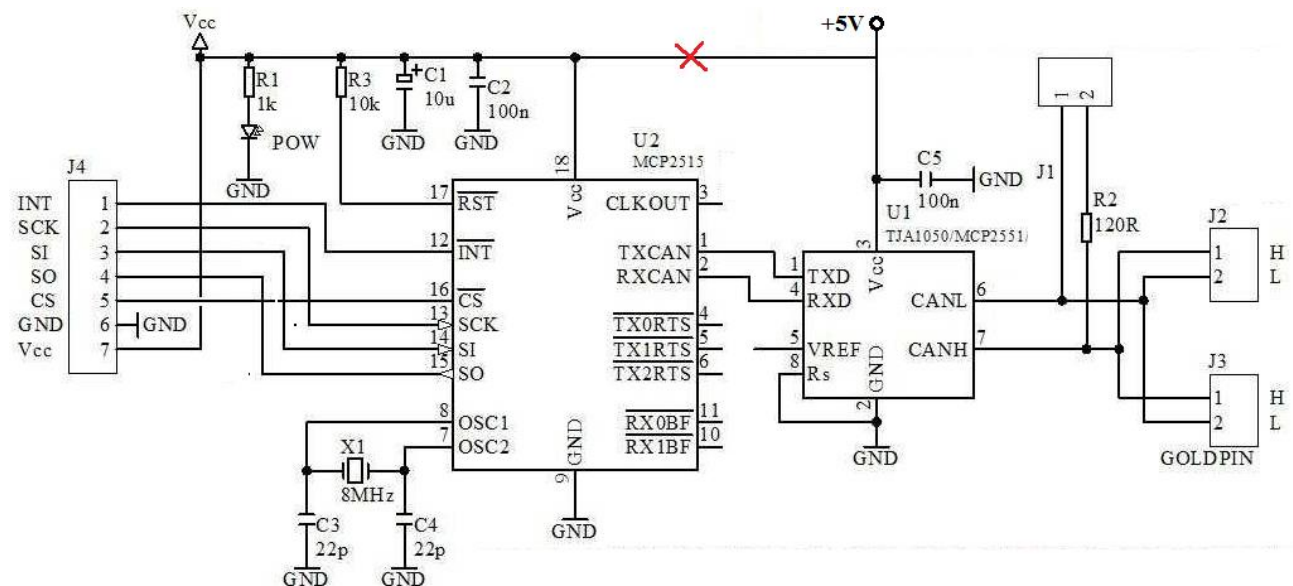 Vcc
+5V
R1
1k
R3
10k
+
C1
10u
C2
100n
GND
GND
POW
GND
1
2
J1
J4
INT
SCK
SI
SO
CS
GND
Vcc
1
2
3
4
5
6
7
GND
U2
MCP2515
18
Vcc
17
RST
12
INT
16
CS
13
SCK
14
SI
15
SO
8
OSC1
7
OSC2
GND
9
GND
CLKOUT
3
TXCAN
1
RXCAN
2
TX0RTS
4
TX1RTS
5
TX2RTS
6
RX0BF
11
RX1BF
10
X1
8MHz
C3
22p
C4
22p
GND
GND
C5
100n
GND
U1
TJA1050/MCP2551/
3
Vcc
1
TXD
4
RXD
5
VREF
8
Rs
CANL
6
CANH
7
GND
2
GND
R2
120R
J2
1
H
2
L
J3
1
H
2
L
GOLDPIN